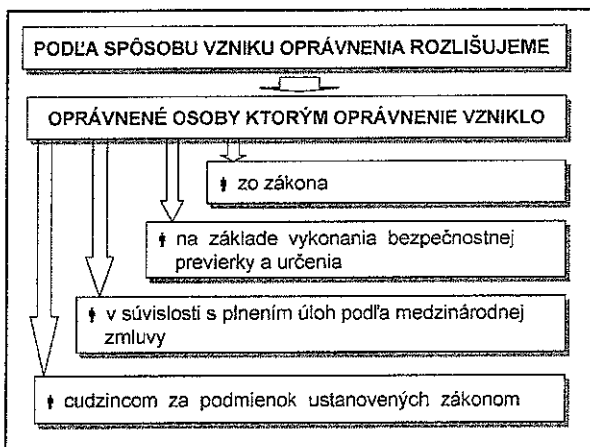 PODĽA SPÔSOBU VZNIKU OPRÁVNENIA ROZLIŠUJEME
OPRÁVNENÉ OSOBY KTORÝM OPRÁVNENIE VZNIKLO
zo zákona
na základe vykonania bezpečnostnej
previerky a určenia
v súvislosti s plnením úloh podľa medzinárodnej
zmluvy
cudzincom za podmienok ustanovených zákonom